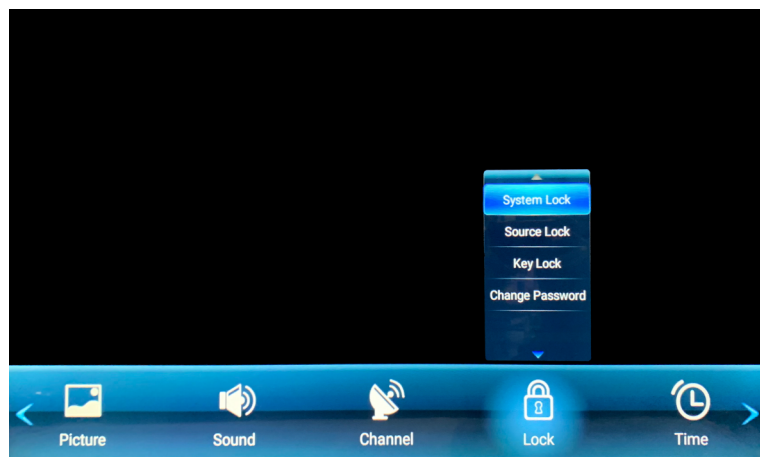 System Lock
Source Lock
Key Lock
Change Password
Picture
Sound
Channel
Lock
Time